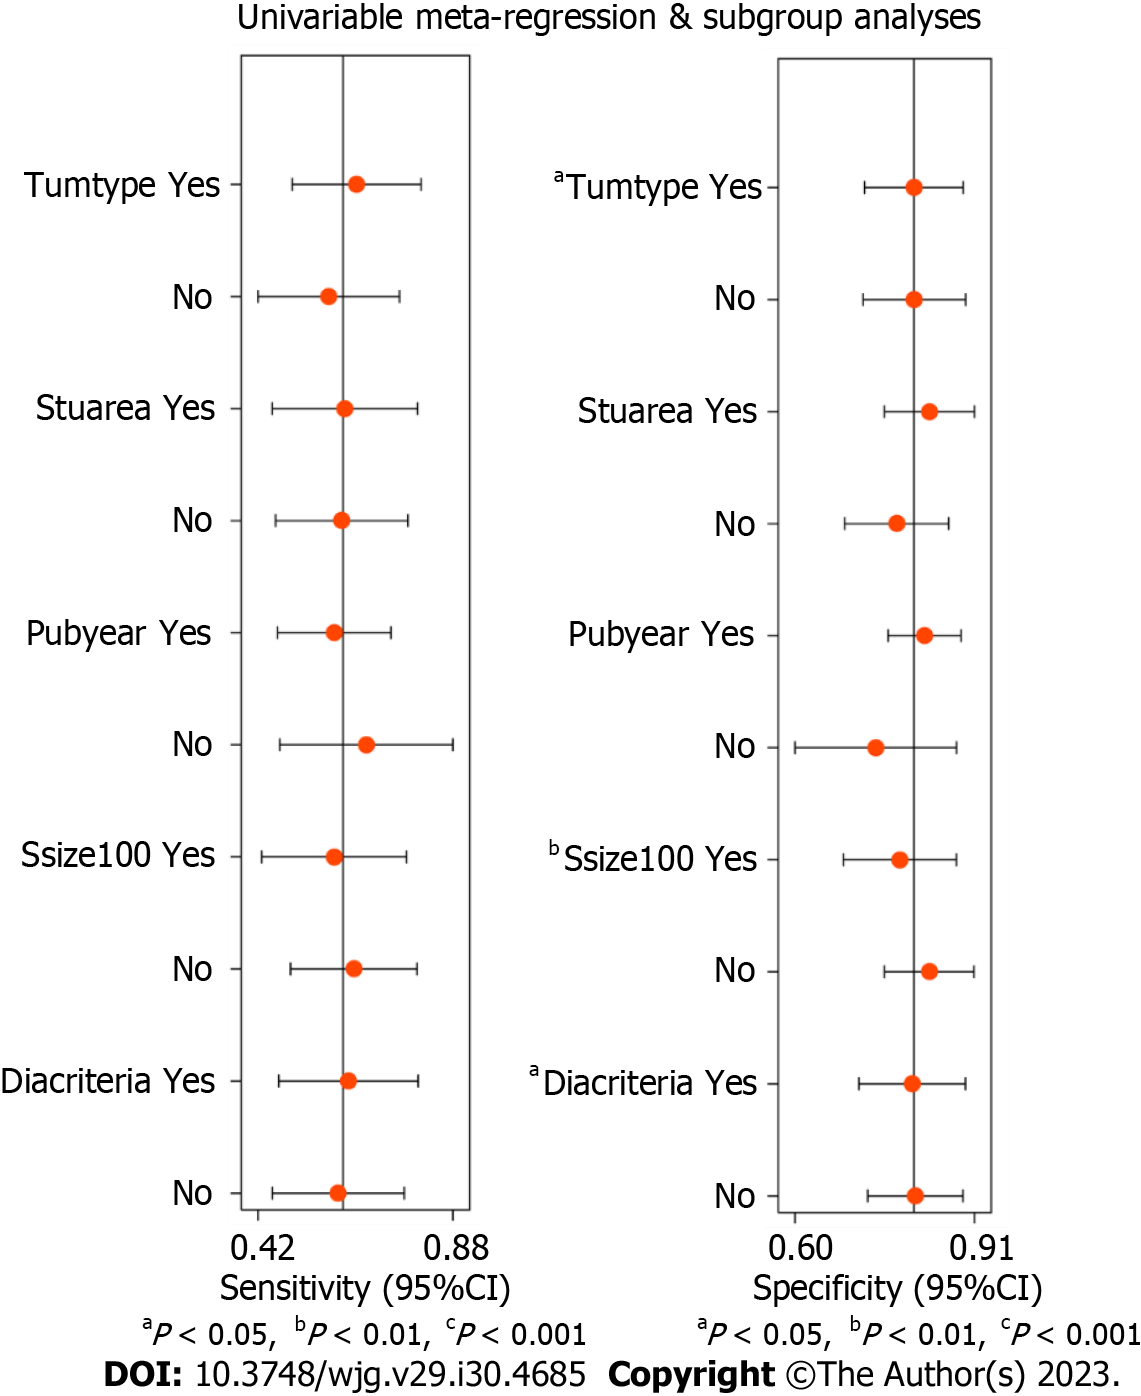 Univariable meta-regression & subgroup analyses
Tumtype Yes
No
Stuarea Yes
No
Pubyear Yes
No
Ssize100 Yes
No
Diacriteria Yes
No
0.42 0.88
Sensitivity (95%CI)
aP < 0.05, bP < 0.01, cP < 0.001
aTumtype Yes
No
Stuarea Yes
No
Pubyear Yes
No
bSsize100 Yes
No
aDiacriteria Yes
No
0.60 0.91
Specificity (95%CI)
aP < 0.05, bP < 0.01, cP < 0.001
DOI: 10.3748/wjg.v29.i30.4685 Copyright ©The Author(s) 2023.